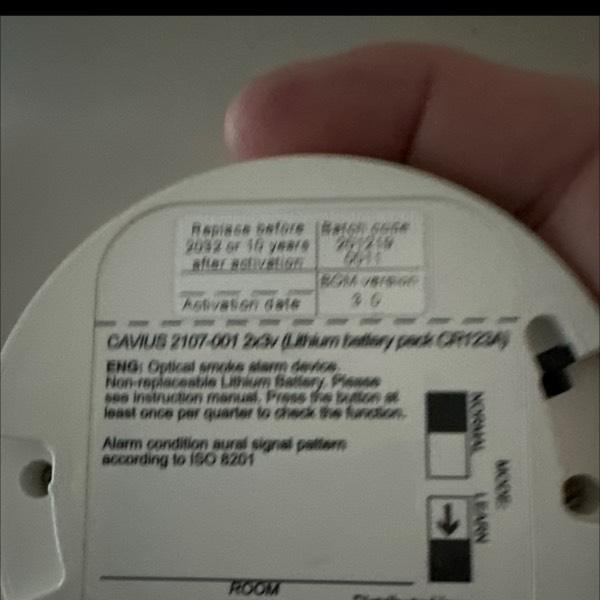 Replace before
2032 or 10 years
after activation
Activation date
Batch code
BOM version
CAVIUS 2107-001 2x3v (Lithium battery pack CR123A)
ENG: Optical smoke alarm device.
Non-replaceable Lithium Battery. Please
see instruction manual. Press the button at
least once per quarter to check the function.
Alarm condition aural signal pattern
according to ISO 8201
NORMAL
MODE:
LEARN
ROOM